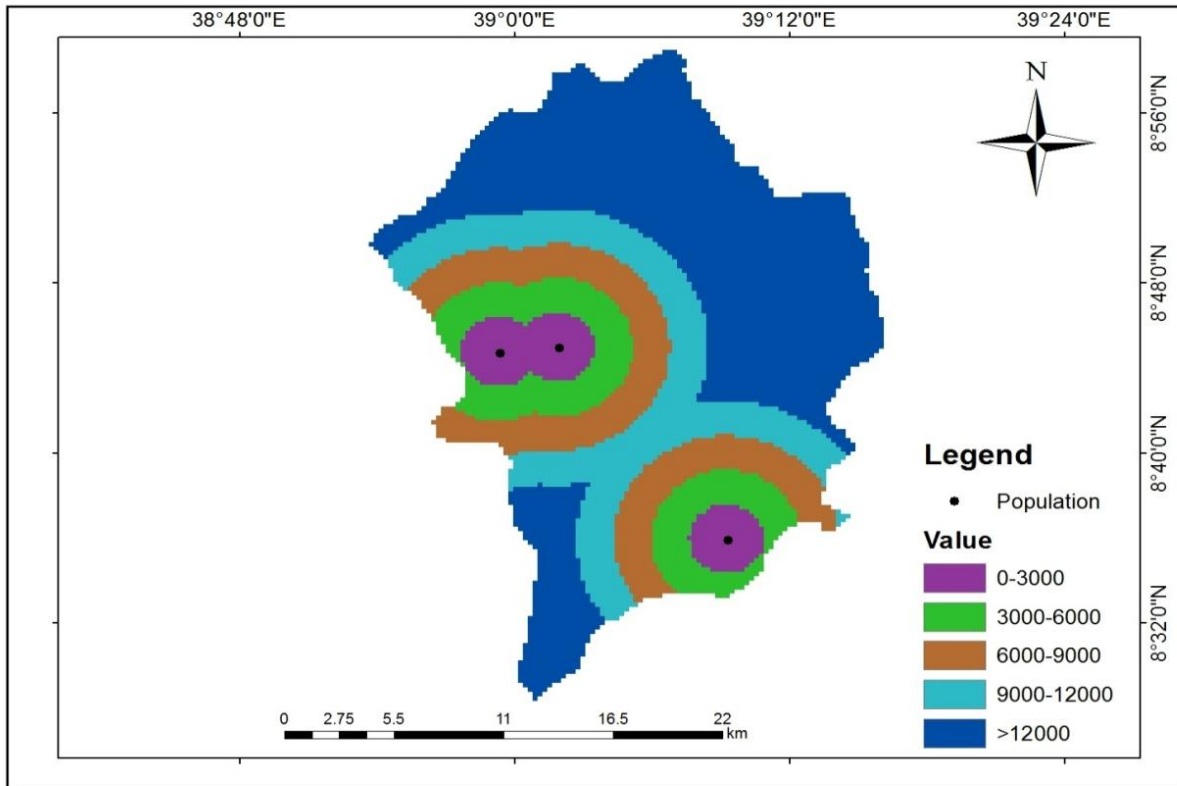 38°48'0"E 39°0'0"E 39°12'0"E 39°24'0"E
N
8°56'0"N
8°48'0"N
8°40'0"N
8°32'0"N
Legend
Population
Value
0-3000
3000-6000
6000-9000
9000-12000
>12000
0 2.75 5.5 11 16.5 22
km